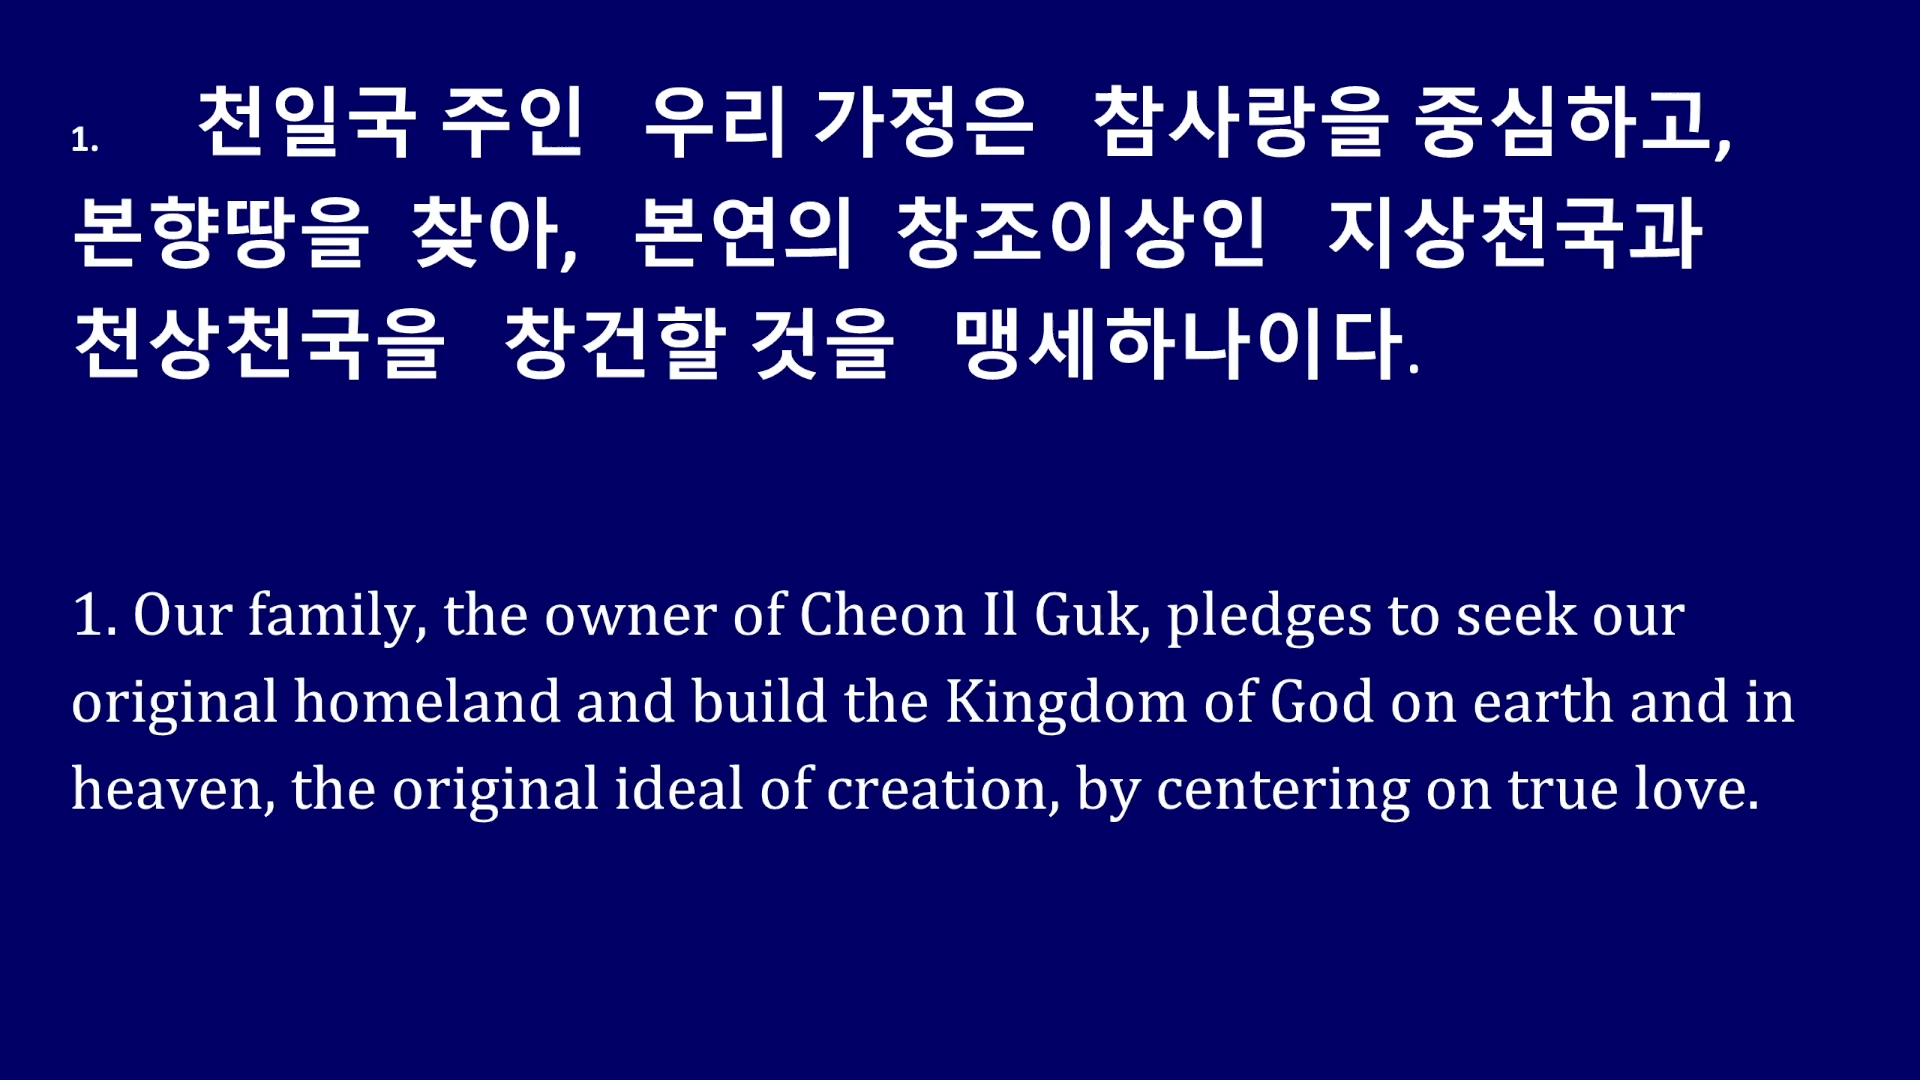 1. 천일국 주인 우리 가정은 참사랑을 중심하고,
본향땅을 찾아, 본연의 창조이상인 지상천국과
천상천국을 창건할 것을 맹세하나이다.
1. Our family, the owner of Cheon Il Guk, pledges to seek our
original homeland and build the Kingdom of God on earth and in
heaven, the original ideal of creation, by centering on true love.